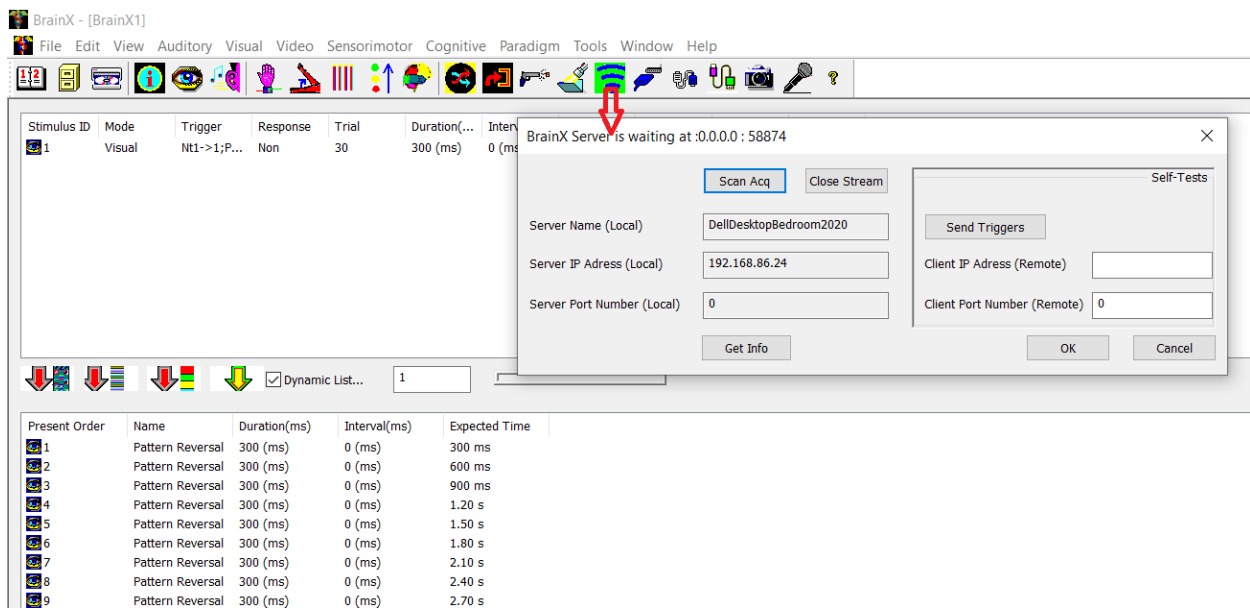 BrainX - [BrainX1]
File Edit View Auditory Visual Video Sensorimotor Cognitive Paradigm Tools Window Help
Stimulus ID Mode Trigger Response Trial Duration(... Interv
1 Visual Nt1->1;P... Non 30 300 (ms) 0 (ms
BrainX Server is waiting at :0.0.0.0 : 58874
Scan Acq Close Stream Self-Tests
Server Name (Local) DellDesktopBedroom2020 Send Triggers
Server IP Adress (Local) 192.168.86.24 Client IP Adress (Remote)
Server Port Number (Local) 0 Client Port Number (Remote) 0
Get Info OK Cancel
Dynamic List... 1
Present Order Name Duration(ms) Interval(ms) Expected Time
1 Pattern Reversal 300 (ms) 0 (ms) 300 ms
2 Pattern Reversal 300 (ms) 0 (ms) 600 ms
3 Pattern Reversal 300 (ms) 0 (ms) 900 ms
4 Pattern Reversal 300 (ms) 0 (ms) 1.20 s
5 Pattern Reversal 300 (ms) 0 (ms) 1.50 s
6 Pattern Reversal 300 (ms) 0 (ms) 1.80 s
7 Pattern Reversal 300 (ms) 0 (ms) 2.10 s
8 Pattern Reversal 300 (ms) 0 (ms) 2.40 s
9 Pattern Reversal 300 (ms) 0 (ms) 2.70 s